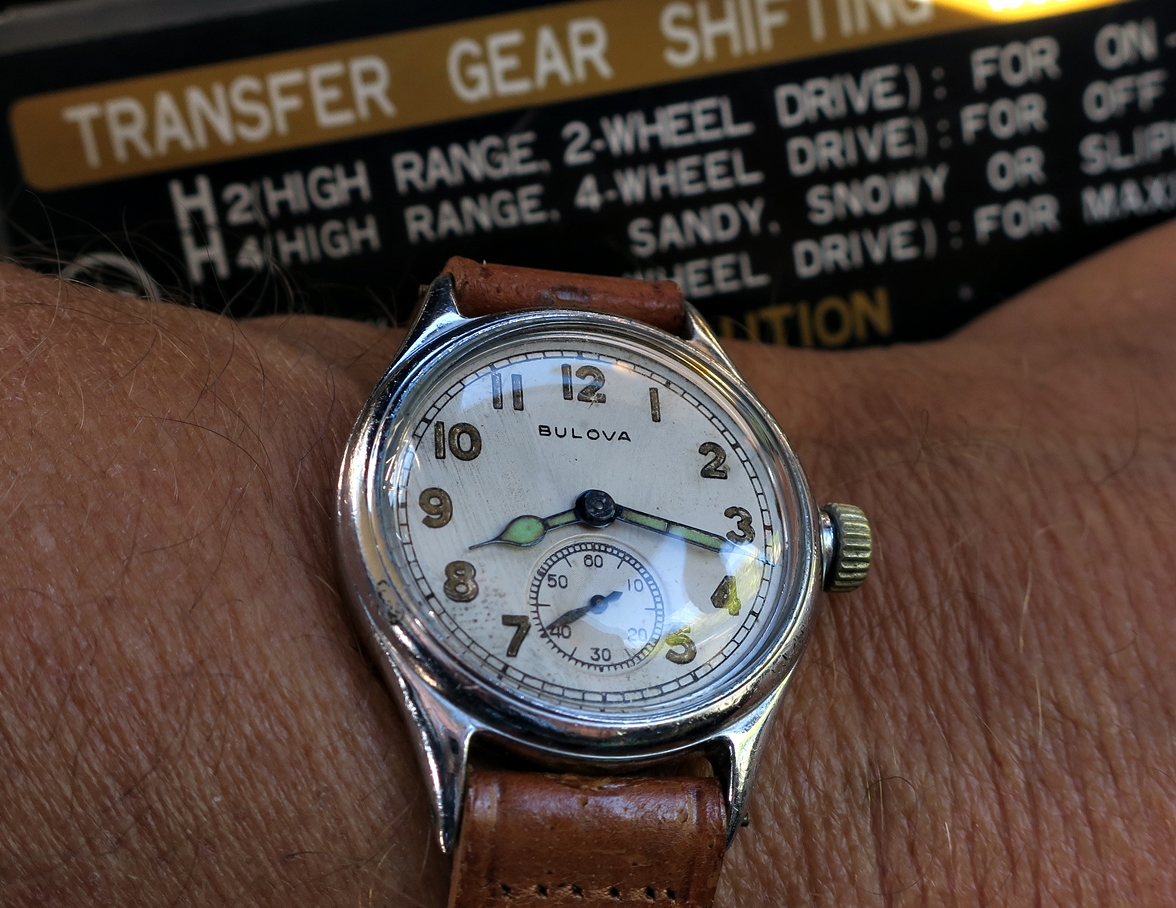 TRANSFER GEAR SHIFTING
H2(HIGH RANGE, 2-WHEEL DRIVE): FOR ON-
H4(HIGH RANGE, 4-WHEEL DRIVE): FOR OFF
SANDY, SNOWY OR
WHEEL DRIVE): FOR
BULOVA
12
1
2
3
4
5
7
8
9
10
11
60
10
20
30
40
50